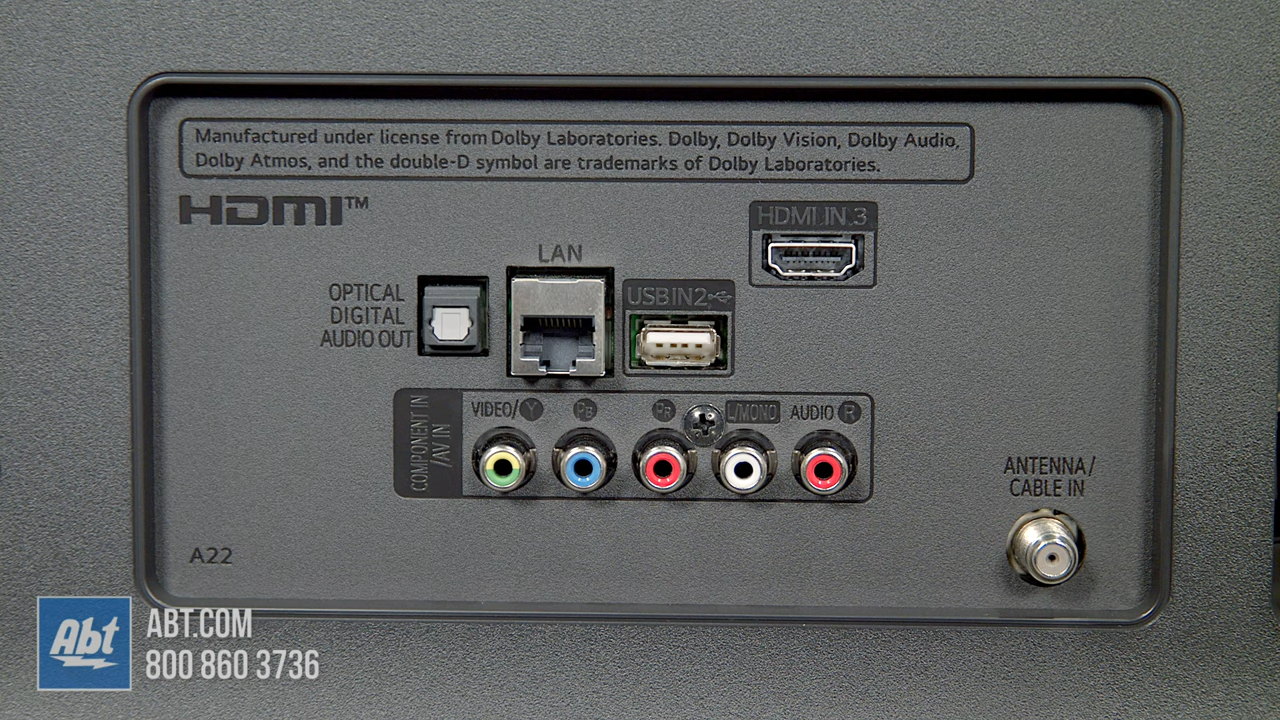 Manufactured under license from Dolby Laboratories. Dolby, Dolby Vision, Dolby Audio,
Dolby Atmos, and the double-D symbol are trademarks of Dolby Laboratories.
HDMI™
HDMI IN 3
LAN
OPTICAL
DIGITAL
AUDIO OUT
USB IN 2
COMPONENT IN
/AV IN
VIDEO/Y PB PR L/MONO AUDIO R
ANTENNA/
CABLE IN
A22
Abt
ABT.COM
800 860 3736